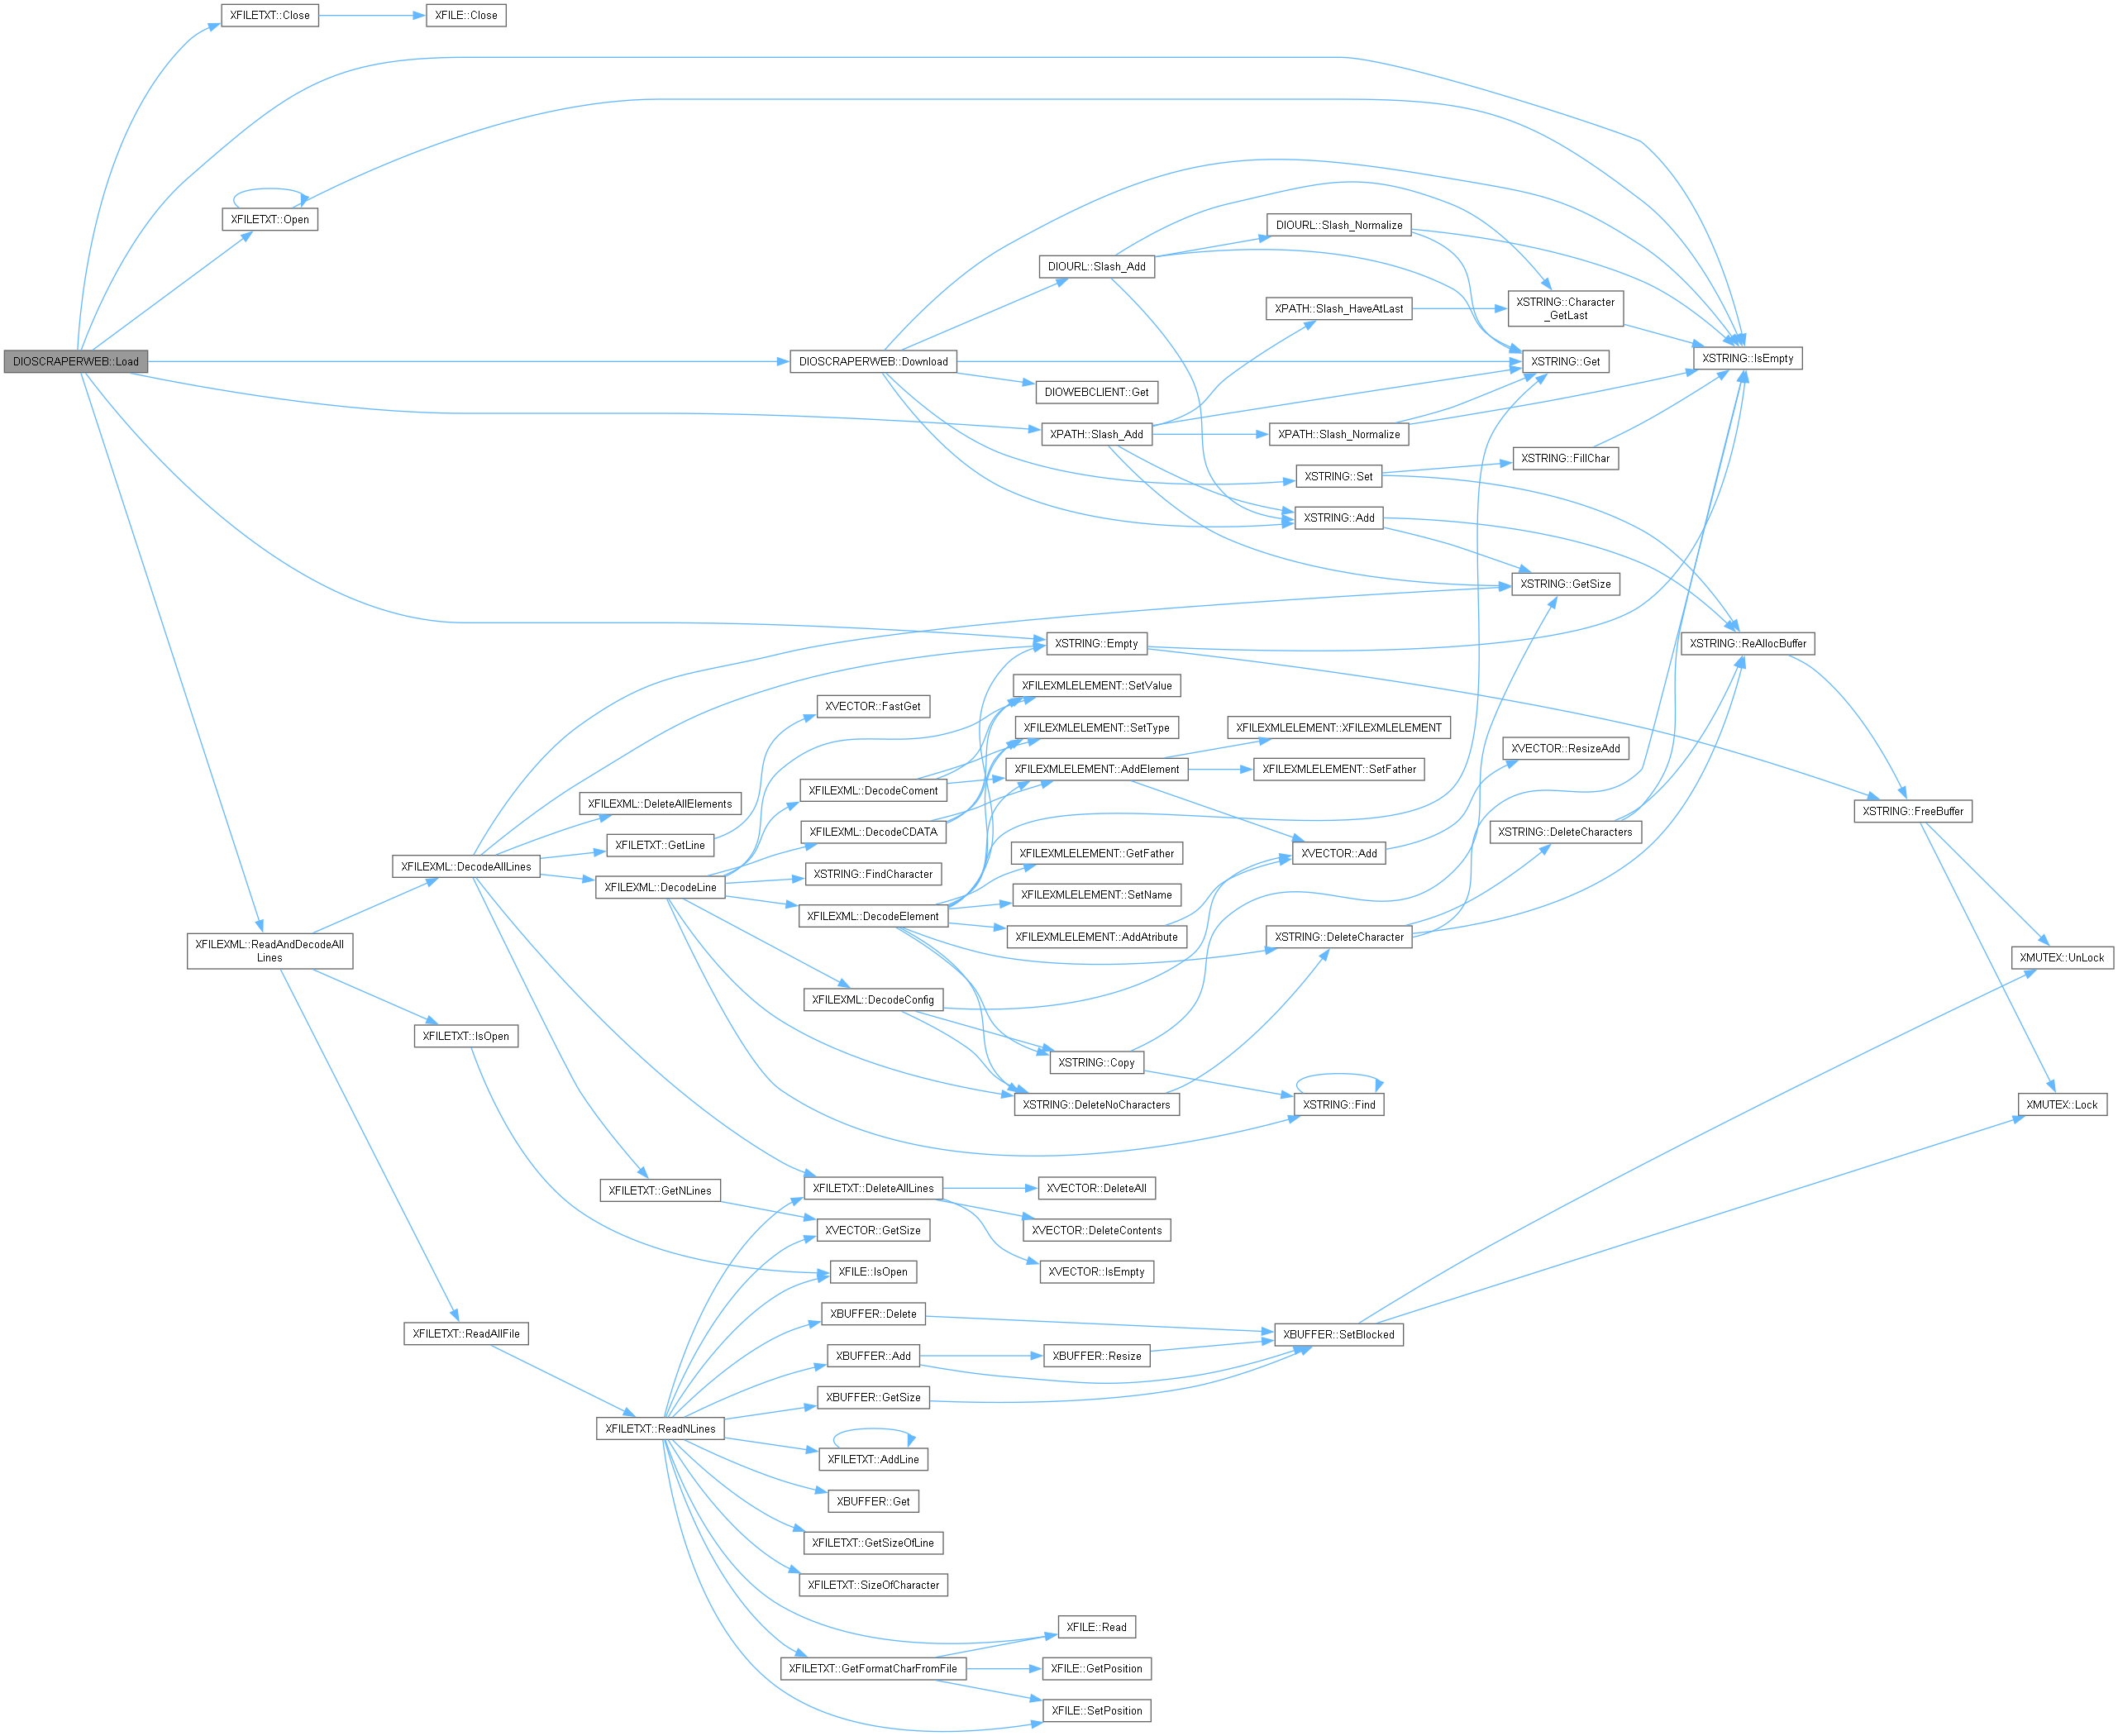 XFILETXT::Close
XFILE::Close
XFILETXT::Open
DIOURL::Slash_Normalize
DIOURL::Slash_Add
XPATH::Slash_HaveAtLast
XSTRING::Character
_GetLast
DIOSCRAPERWEB::Load
DIOSCRAPERWEB::Download
XSTRING::Get
XSTRING::IsEmpty
DIOWEBCLIENT::Get
XPATH::Slash_Add
XPATH::Slash_Normalize
XSTRING::FillChar
XSTRING::Set
XSTRING::Add
XSTRING::GetSize
XSTRING::Empty
XSTRING::ReAllocBuffer
XFILEXMLELEMENT::SetValue
XVECTOR::FastGet
XFILEXMLELEMENT::SetType
XFILEXMLELEMENT::XFILEXMLELEMENT
XVECTOR::ResizeAdd
XFILEXMLELEMENT::AddElement
XFILEXMLELEMENT::SetFather
XFILEXML::DecodeComent
XFILEXML::DeleteAllElements
XSTRING::FreeBuffer
XFILEXML::DecodeCDATA
XSTRING::DeleteCharacters
XFILETXT::GetLine
XFILEXMLELEMENT::GetFather
XVECTOR::Add
XFILEXML::DecodeAllLines
XSTRING::FindCharacter
XFILEXML::DecodeLine
XFILEXMLELEMENT::SetName
XFILEXML::DecodeElement
XFILEXMLELEMENT::AddAtribute
XSTRING::DeleteCharacter
XFILEXML::ReadAndDecodeAll
Lines
XMUTEX::UnLock
XFILEXML::DecodeConfig
XFILETXT::IsOpen
XSTRING::Copy
XSTRING::DeleteNoCharacters
XSTRING::Find
XMUTEX::Lock
XFILETXT::GetNLines
XFILETXT::DeleteAllLines
XVECTOR::DeleteAll
XVECTOR::GetSize
XVECTOR::DeleteContents
XFILE::IsOpen
XVECTOR::IsEmpty
XBUFFER::Delete
XFILETXT::ReadAllFile
XBUFFER::SetBlocked
XBUFFER::Add
XBUFFER::Resize
XBUFFER::GetSize
XFILETXT::ReadNLines
XFILETXT::AddLine
XBUFFER::Get
XFILETXT::GetSizeOfLine
XFILETXT::SizeOfCharacter
XFILE::Read
XFILETXT::GetFormatCharFromFile
XFILE::GetPosition
XFILE::SetPosition